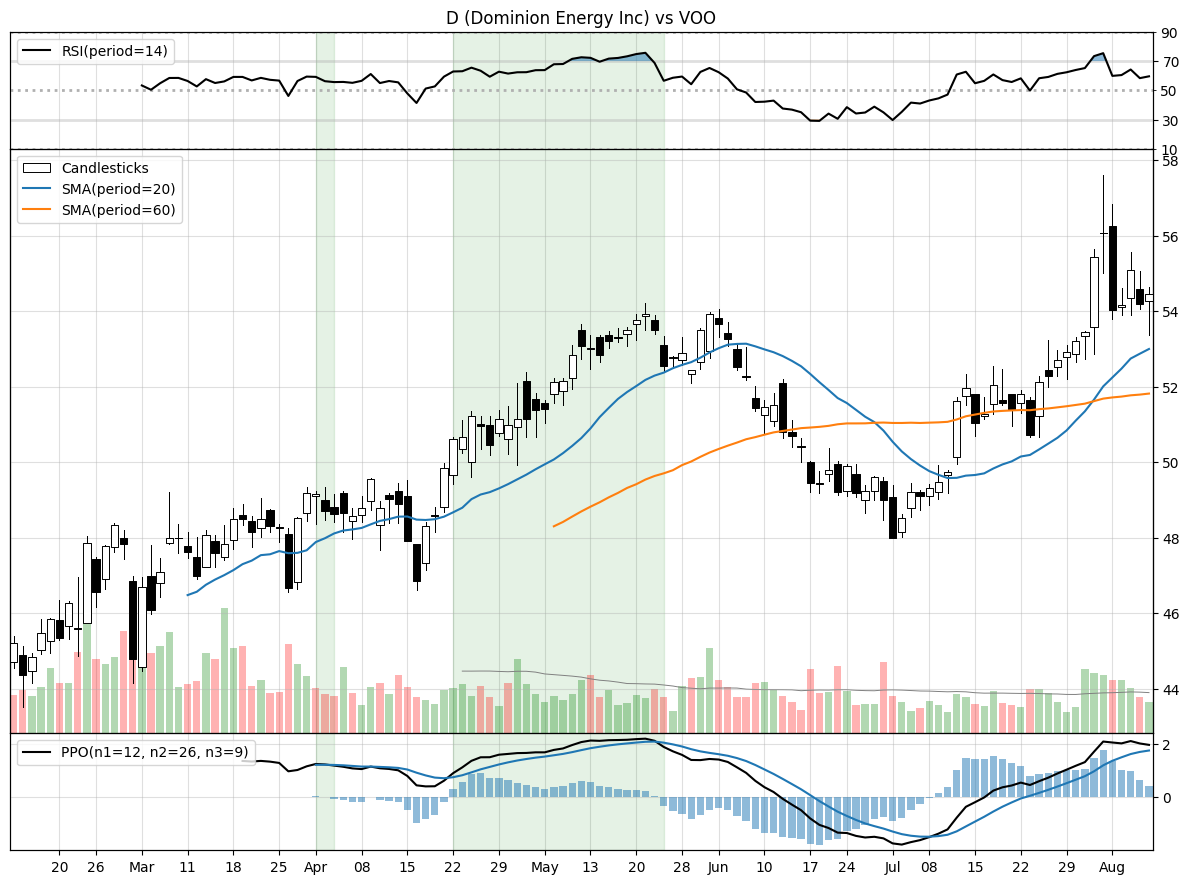 D (Dominion Energy Inc) vs VOO
RSI(period=14)
90
70
50
30
10
Candlesticks
SMA(period=20)
SMA(period=60)
58
56
54
52
50
48
46
44
PPO(n1=12, n2=26, n3=9)
2
0
20 26 Mar 11 18 25 Apr 08 15 22 29 May 13 20 28 Jun 10 17 24 Jul 08 15 22 29 Aug